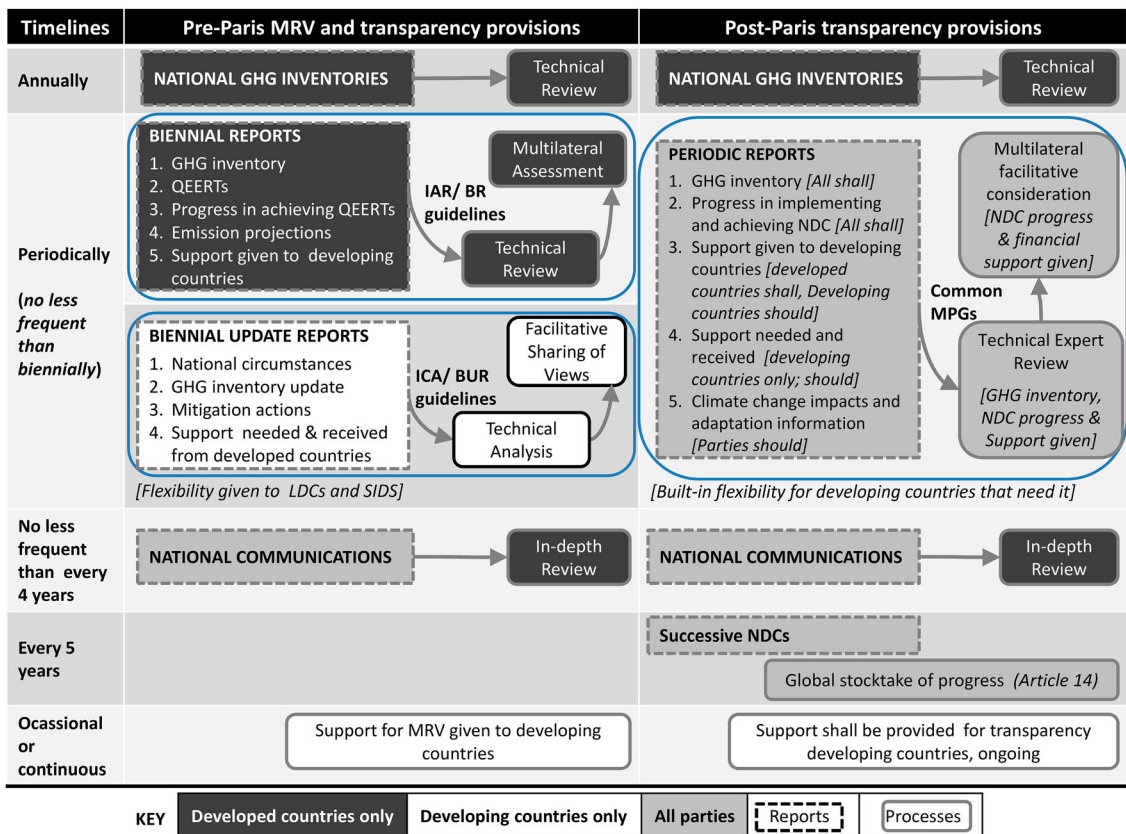 Timelines
Pre-Paris MRV and transparency provisions
Post-Paris transparency provisions
Annually
NATIONAL GHG INVENTORIES
Technical
Review
NATIONAL GHG INVENTORIES
Technical
Review
Periodically
(no less
frequent
than
biennially)
BIENNIAL REPORTS
1. GHG inventory
2. QEERTs
3. Progress in achieving QEERTs
4. Emission projections
5. Support given to developing
countries
IAR/ BR
guidelines
Multilateral
Assessment
Technical
Review
BIENNIAL UPDATE REPORTS
1. National circumstances
2. GHG inventory update
3. Mitigation actions
4. Support needed & received
from developed countries
ICA/ BUR
guidelines
Facilitative
Sharing of
Views
Technical
Analysis
[Flexibility given to LDCs and SIDS]
PERIODIC REPORTS
1. GHG inventory [All shall]
2. Progress in implementing
and achieving NDC [All shall]
3. Support given to developing
countries [developed
countries shall, Developing
countries should]
4. Support needed and
received [developing
countries only; should]
5. Climate change impacts and
adaptation information
[Parties should]
Common
MPGs
Multilateral
facilitative
consideration
[NDC progress
& financial
support given]
Technical Expert
Review
[GHG inventory,
NDC progress &
Support given]
[Built-in flexibility for developing countries that need it]
No less
frequent
than every
4 years
NATIONAL COMMUNICATIONS
In-depth
Review
NATIONAL COMMUNICATIONS
In-depth
Review
Every 5
years
Successive NDCs
Global stocktake of progress (Article 14)
Ocassional
or
continuous
Support for MRV given to developing
countries
Support shall be provided for transparency
developing countries, ongoing
KEY
Developed countries only
Developing countries only
All parties
Reports
Processes